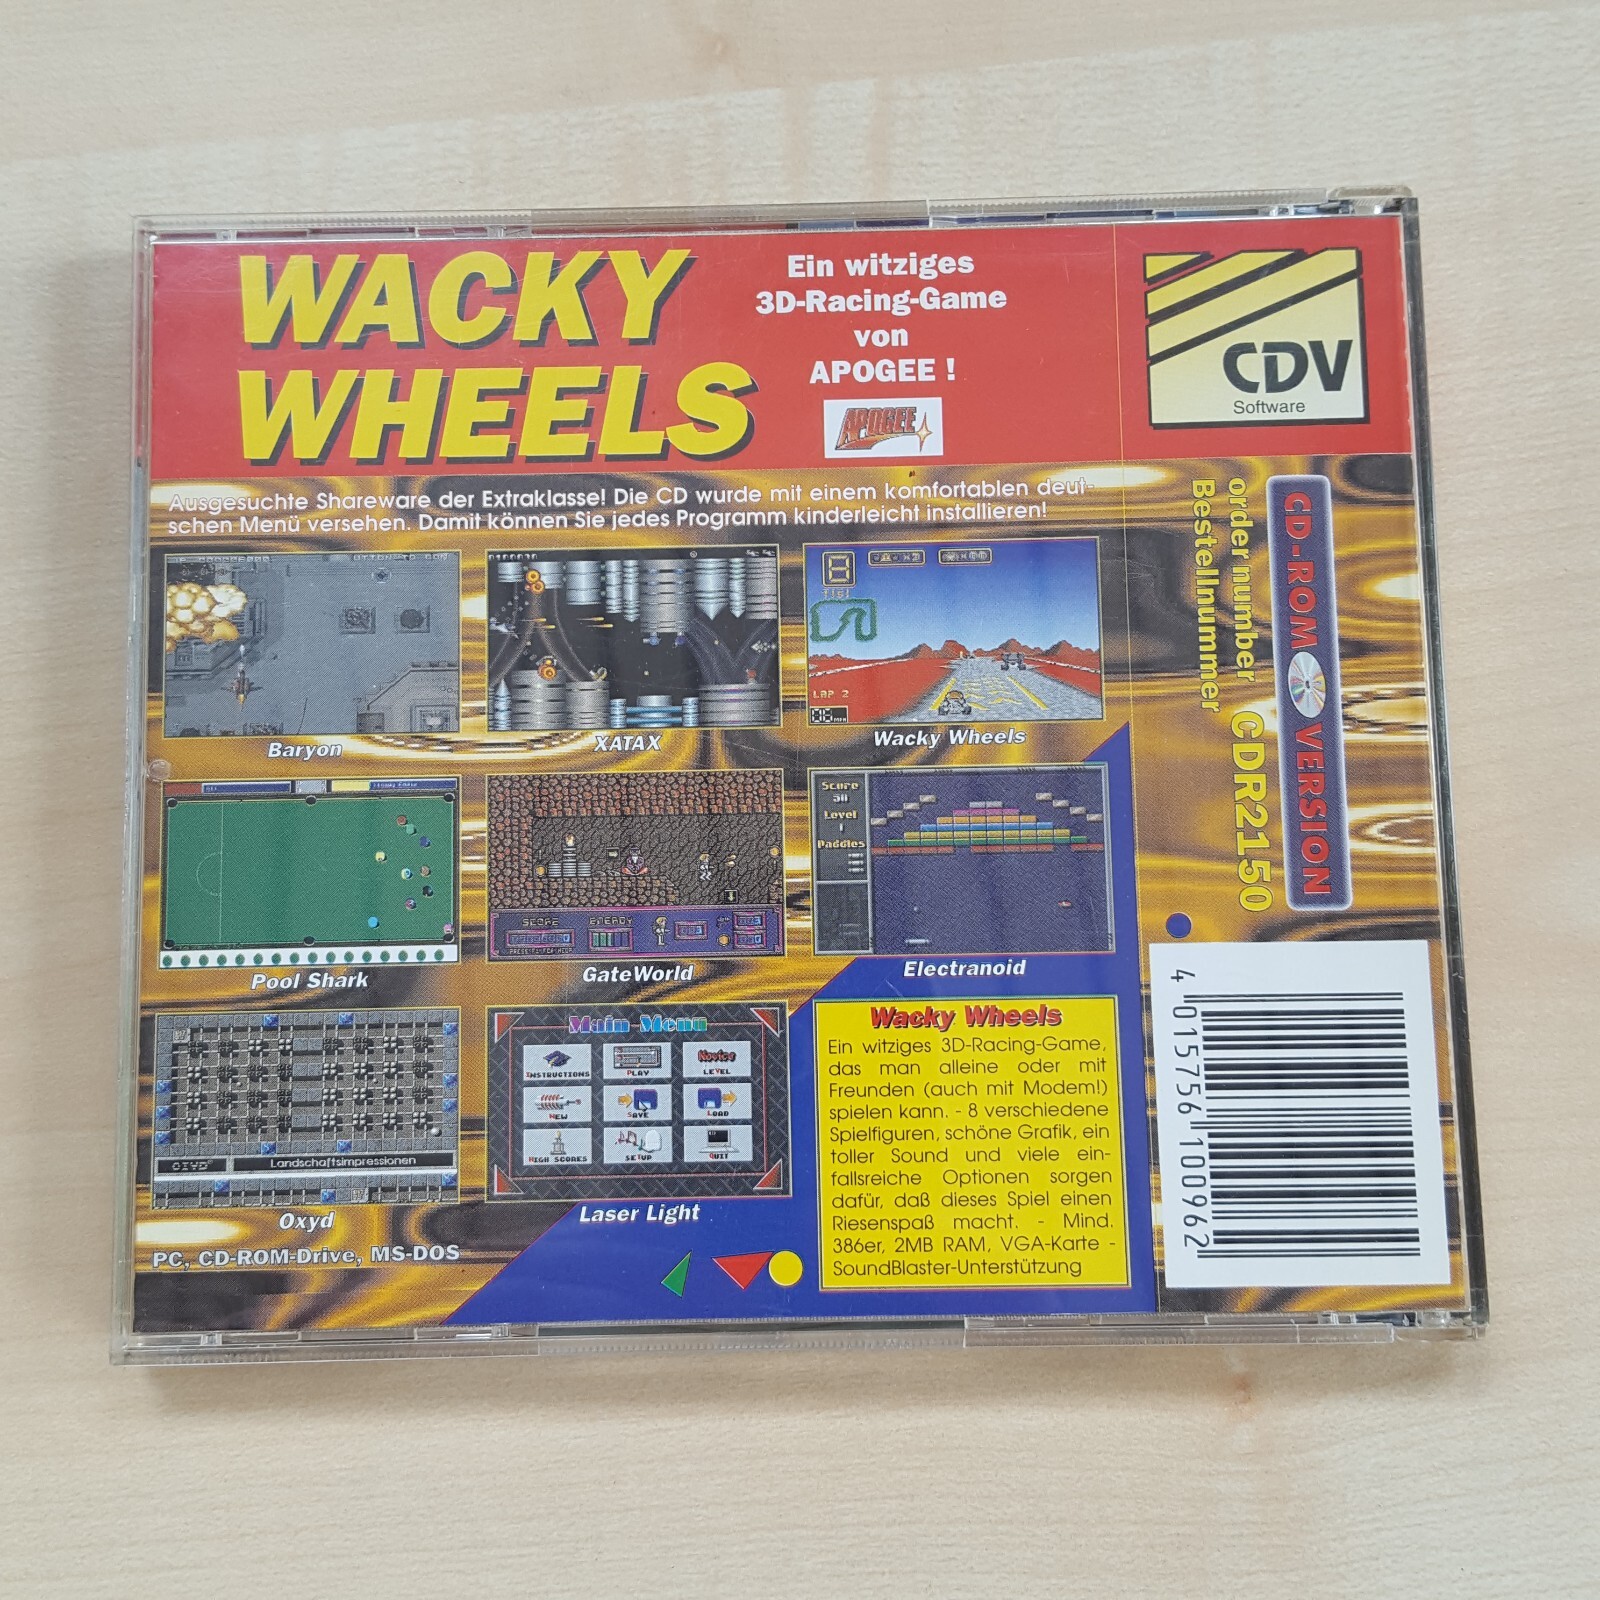 WACKY
WHEELS
Ein witziges
3D-Racing-Game
von
APOGEE !
APOGEE
CDV
Software
Ausgesuchte Shareware der Extraklasse! Die CD wurde mit einem komfortablen deut-
schen Menü versehen. Damit können Sie jedes Programm kinderleicht installieren!
Baryon
XATAX
LAP 2
Wacky Wheels
Pool Shark
SCORE
ENERGY
GateWorld
Score
Level
Paddles
Electranoid
OXYD
Landschaftsimpressionen
Oxyd
Main Menu
INSTRUCTIONS
PLAY
Novice
LEVEL
NEW
SAVE
LOAD
HIGH SCORES
SETUP
QUIT
Laser Light
PC, CD-ROM-Drive, MS-DOS
Wacky Wheels
Ein witziges 3D-Racing-Game,
das man alleine oder mit
Freunden (auch mit Modem!)
spielen kann. - 8 verschiedene
Spielfiguren, schöne Grafik, ein
toller Sound und viele ein-
fallsreiche Optionen sorgen
dafür, daß dieses Spiel einen
Riesenspaß macht. - Mind.
386er, 2MB RAM, VGA-Karte -
SoundBlaster-Unterstützung
CD-ROM VERSION
order number
Bestellnummer
CDR2150
4 015756 100962